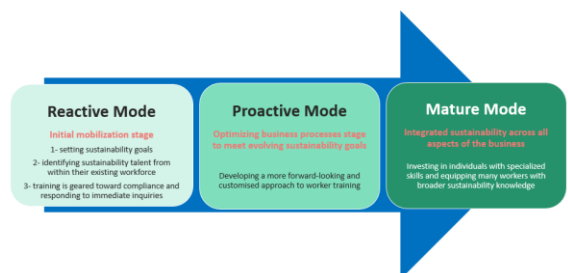 Reactive Mode
Initial mobilization stage
1- setting sustainability goals
2- identifying sustainability talent from
within their existing workforce
3- training is geared toward compliance and
responding to immediate inquiries
Proactive Mode
Optimising business processes stage
to meet evolving sustainability goals
Developing a more forward-looking and
customised approach to worker training
Mature Mode
Integrated sustainability across all
aspects of the business
Investing in individuals with specialized
skills and equipping many workers with
broader sustainability knowledge